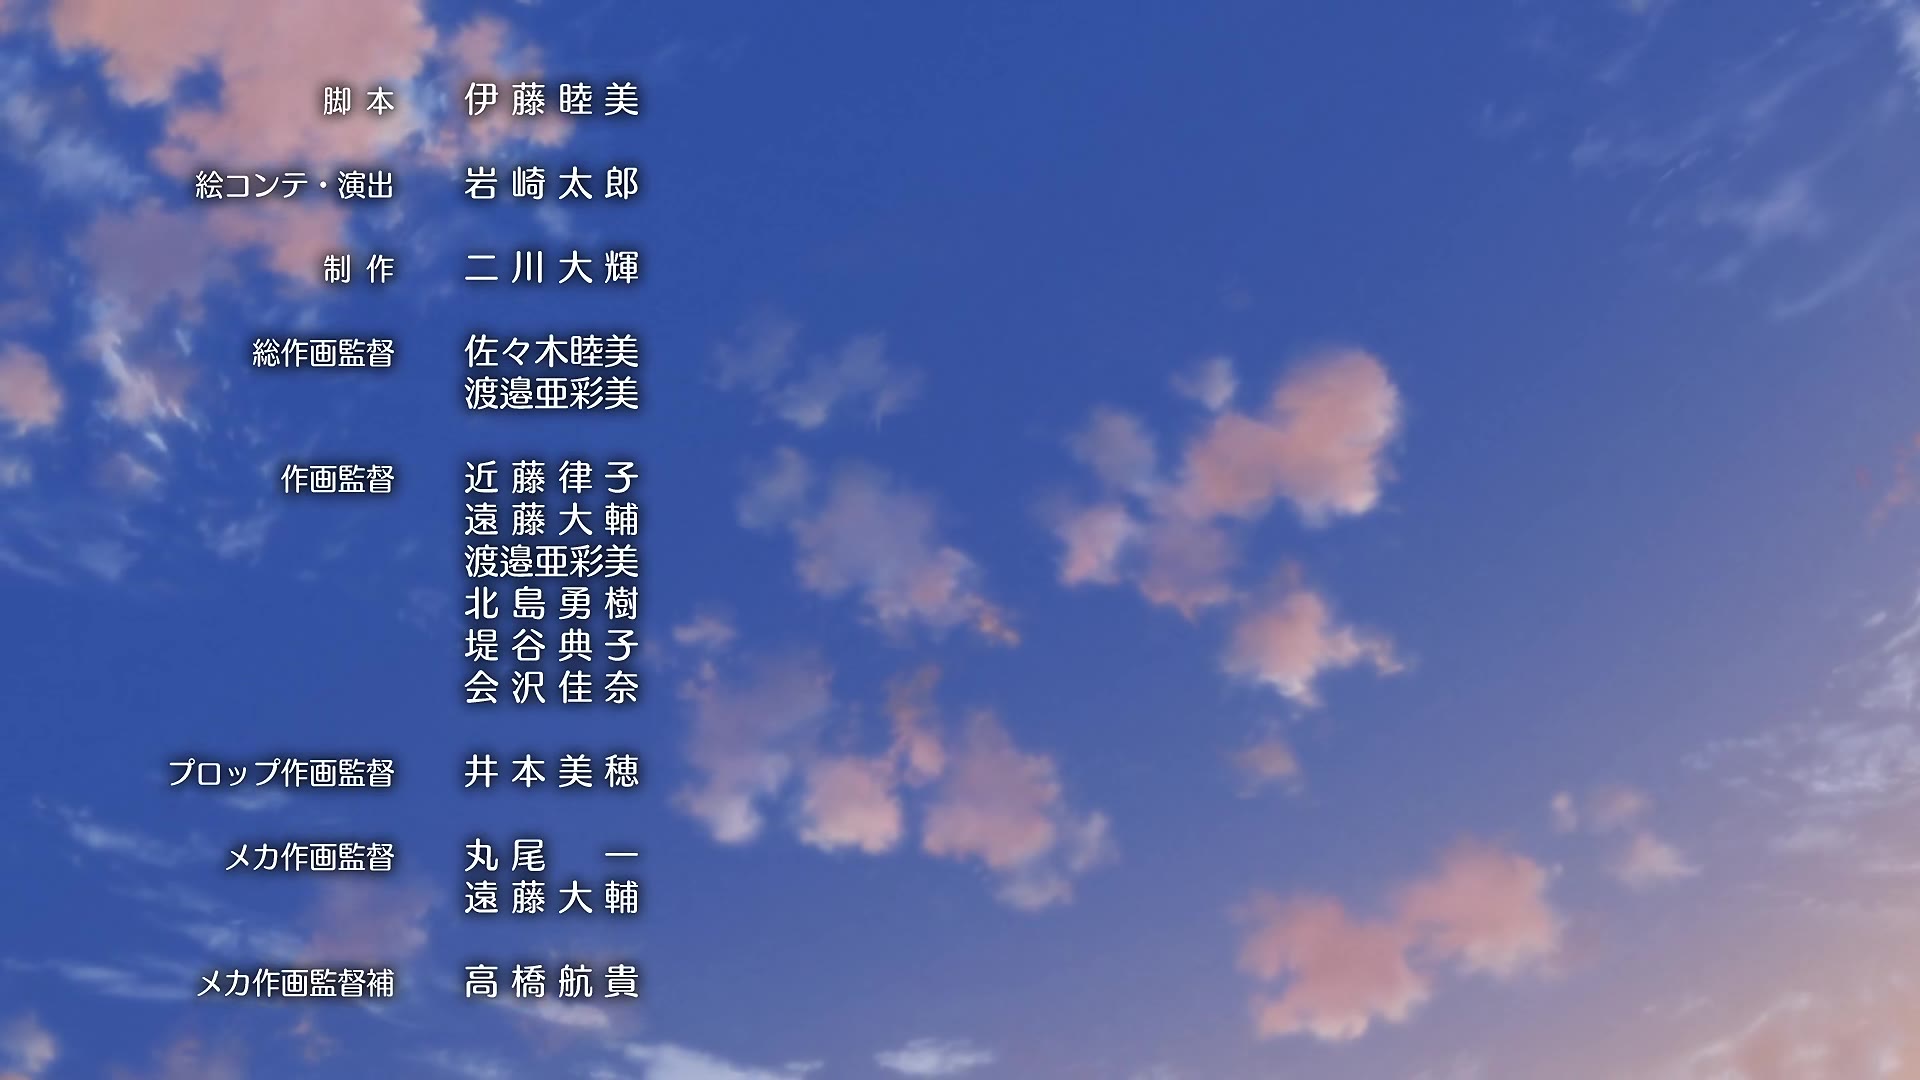 脚本 伊藤睦美
絵コンテ・演出 岩崎太郎
制作 二川大輝
総作画監督 佐々木睦美
渡邉亜彩美
作画監督 近藤律子
遠藤大輔
渡邉亜彩美
北島勇樹
堤谷典子
会沢佳奈
プロップ作画監督 井本美穂
メカ作画監督 丸尾一
遠藤大輔
メカ作画監督補 高橋航貴